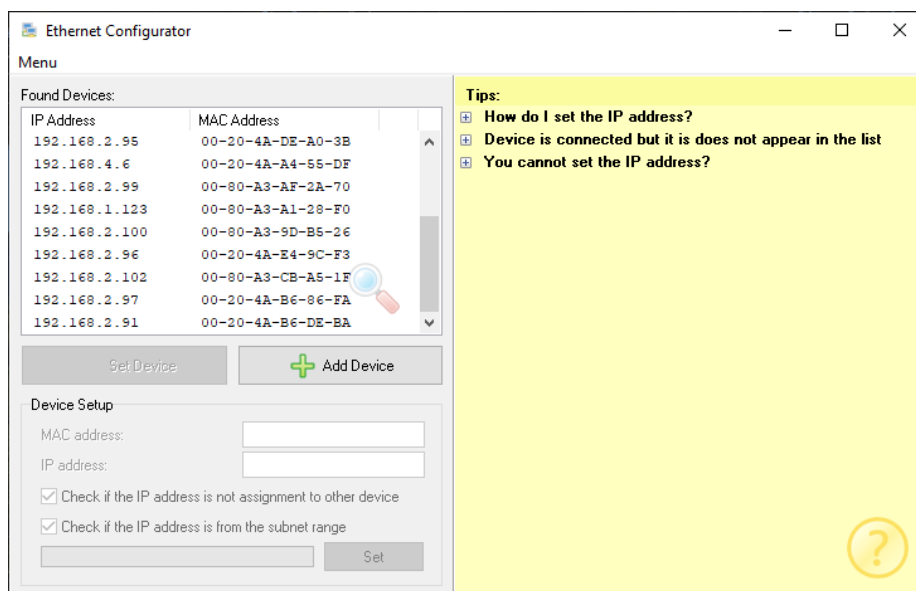 Ethernet Configurator
Menu
Found Devices:
IP Address MAC Address
192.168.2.95 00-20-4A-DE-A0-3B
192.168.4.6 00-20-4A-A4-55-DF
192.168.2.99 00-80-A3-AF-2A-70
192.168.1.123 00-80-A3-A1-28-F0
192.168.2.100 00-80-A3-9D-B5-26
192.168.2.96 00-20-4A-E4-9C-F3
192.168.2.102 00-80-A3-CB-A5-1F
192.168.2.97 00-20-4A-B6-86-FA
192.168.2.91 00-20-4A-B6-DE-BA
Set Device
Add Device
Device Setup
MAC address:
IP address:
Check if the IP address is not assignment to other device
Check if the IP address is from the subnet range
Set
Tips:
How do I set the IP address?
Device is connected but it is does not appear in the list
You cannot set the IP address?